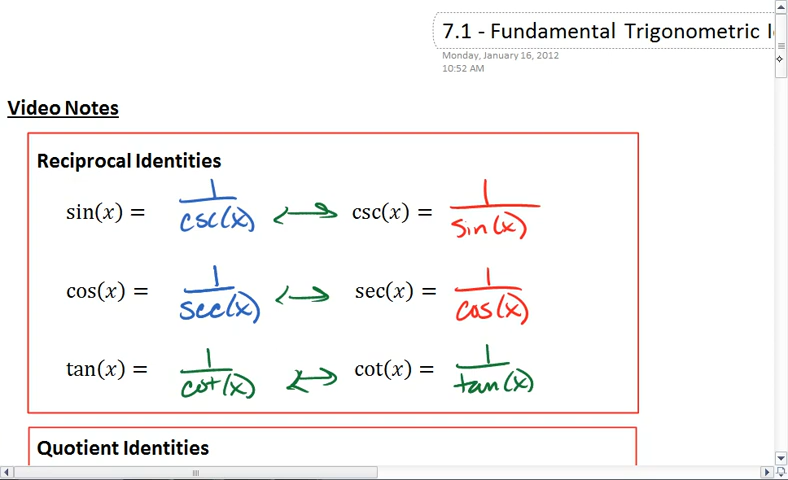 7.1 - Fundamental Trigonometric
Monday, January 16, 2012
10:52 AM
Video Notes
Reciprocal Identities
sin(x) = 1/csc(x) ↔ csc(x) = 1/sin(x)
cos(x) = 1/sec(x) ↔ sec(x) = 1/cos(x)
tan(x) = 1/cot(x) ↔ cot(x) = 1/tan(x)
Quotient Identities